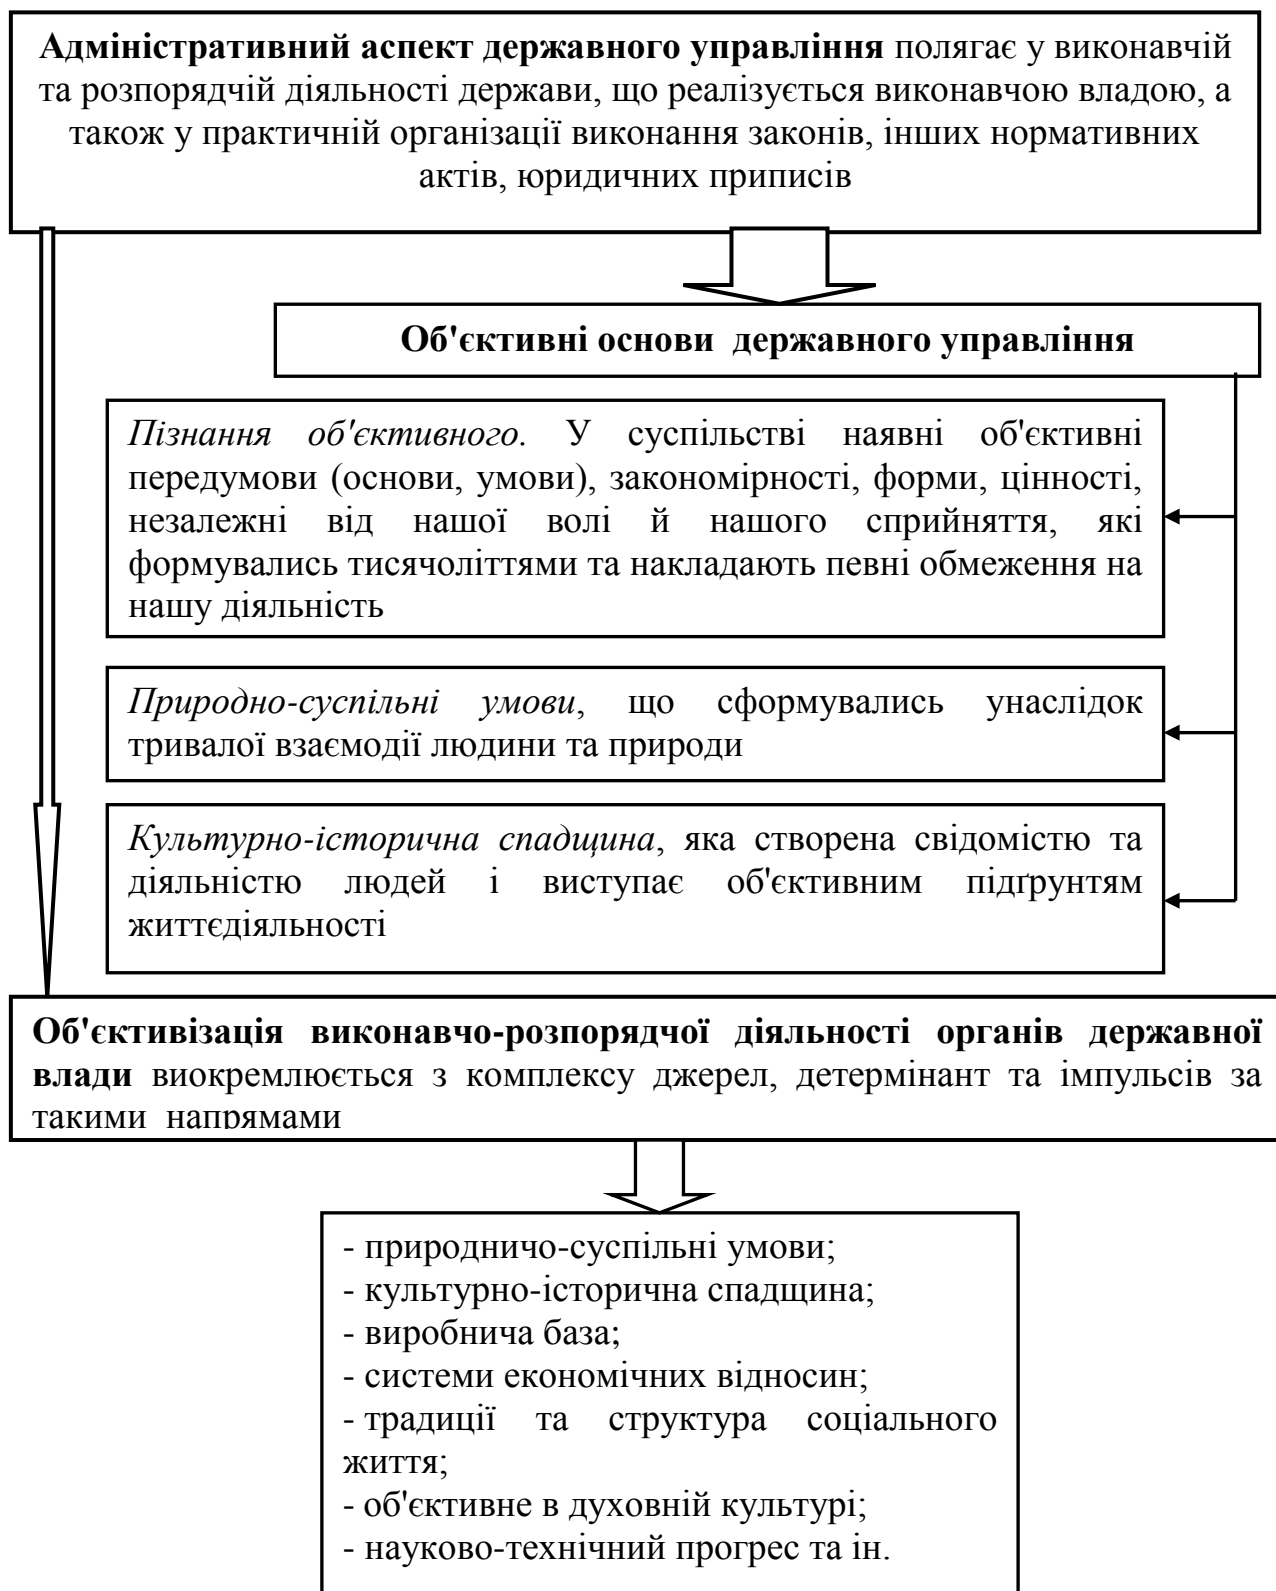 Адміністративний аспект державного управління полягає у виконавчій
та розпорядчій діяльності держави, що реалізується виконавчою владою, а
також у практичній організації виконання законів, інших нормативних
актів, юридичних приписів
Об'єктивні основи державного управління
Пізнання об'єктивного. У суспільстві наявні об'єктивні
передумови (основи, умови), закономірності, форми, цінності,
незалежні від нашої волі й нашого сприйняття, які
формувались тисячоліттями та накладають певні обмеження на
нашу діяльність
Природно-суспільні умови, що сформувались унаслідок
тривалої взаємодії людини та природи
Культурно-історична спадщина, яка створена свідомістю та
діяльністю людей і виступає об'єктивним підґрунтям
життєдіяльності
Об'єктивізація виконавчо-розпорядчої діяльності органів державної
влади виокремлюється з комплексу джерел, детермінант та імпульсів за
такими напрямами
- природничо-суспільні умови;
- культурно-історична спадщина;
- виробнича база;
- системи економічних відносин;
- традиції та структура соціального
життя;
- об'єктивне в духовній культурі;
- науково-технічний прогрес та ін.